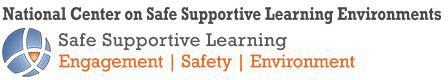 National Center on Safe Supportive Learning Environments
Safe Supportive Learning
Engagement | Safety | Environment